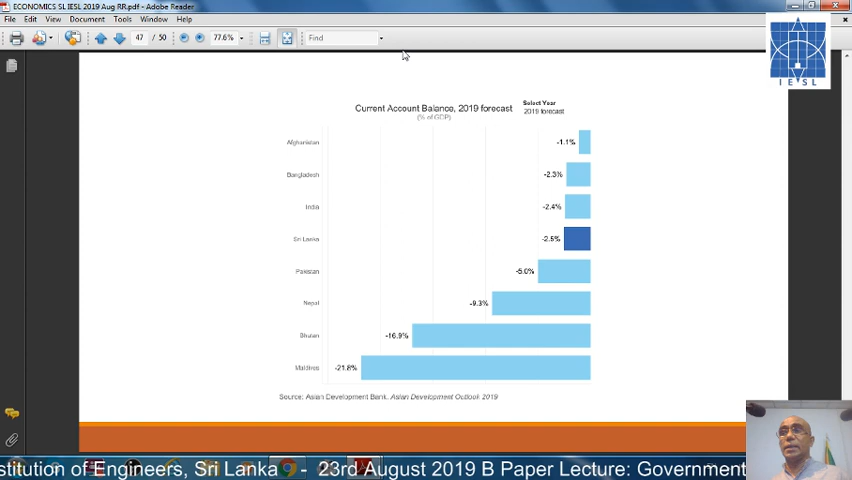 ECONOMICS SL IESL 2019 Aug RR.pdf - Adobe Reader
File Edit View Document Tools Window Help
47 / 50 77.6% Find
IESL
Current Account Balance, 2019 forecast
(% of GDP)
Select Year
2019 forecast
Afghanistan -1.1%
Bangladesh -2.3%
India -2.4%
Sri Lanka -2.5%
Pakistan -5.0%
Nepal -9.3%
Bhutan -16.9%
Maldives -21.8%
Source: Asian Development Bank. Asian Development Outlook 2019
stitution of Engineers, Sri Lanka - 23rd August 2019 B Paper Lecture: Government